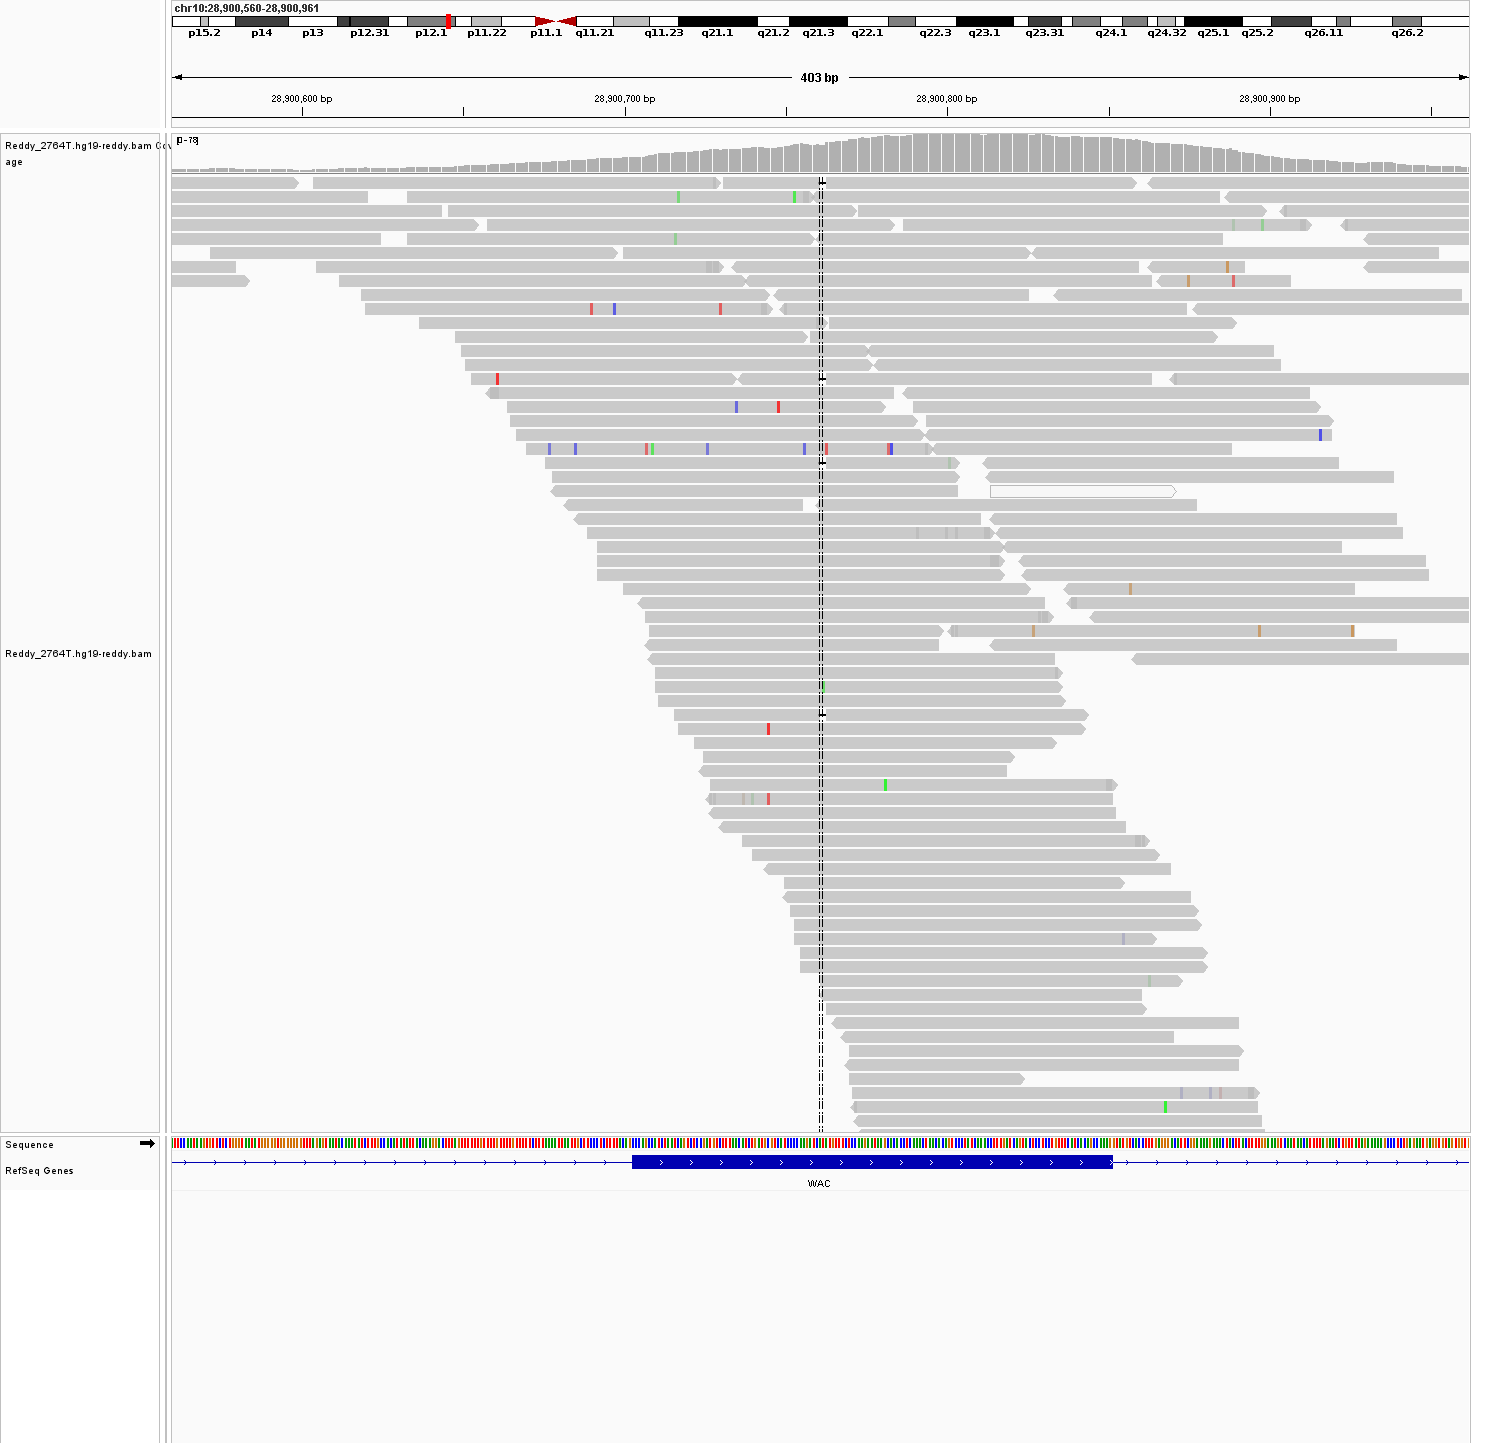 chr10:28,900,560-28,900,961
p15.2 p14 p13 p12.31 p12.1 p11.22 p11.1 q11.21 q11.23 q21.1 q21.2 q21.3 q22.1 q22.3 q23.1 q23.31 q24.1 q24.32 q25.1 q25.2 q26.11 q26.2
403 bp
28,900,600 bp 28,900,700 bp 28,900,800 bp 28,900,900 bp
Reddy_2764T.hg19-reddy.bam Cov
age
[0 - 78]
Reddy_2764T.hg19-reddy.bam
Sequence
RefSeq Genes
WAC